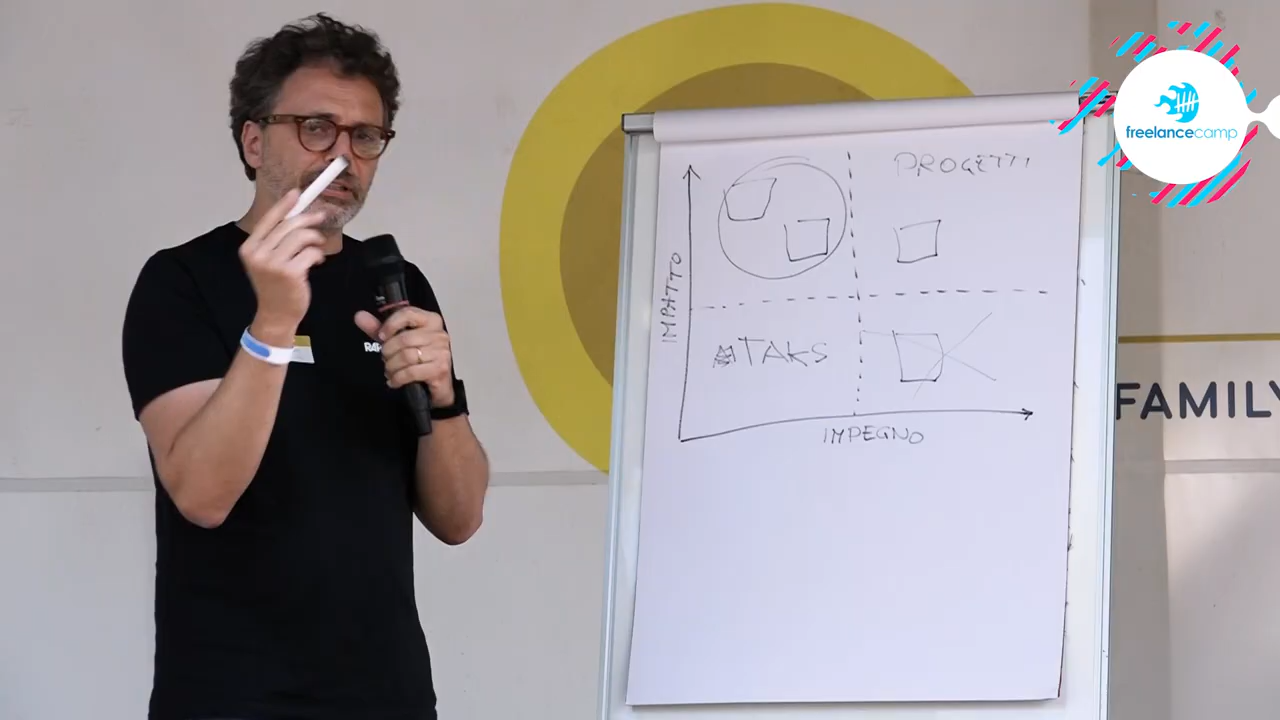 freelancecamp
PROGETTI
IMPATTO
TAKS
IMPEGNO
FAMILY